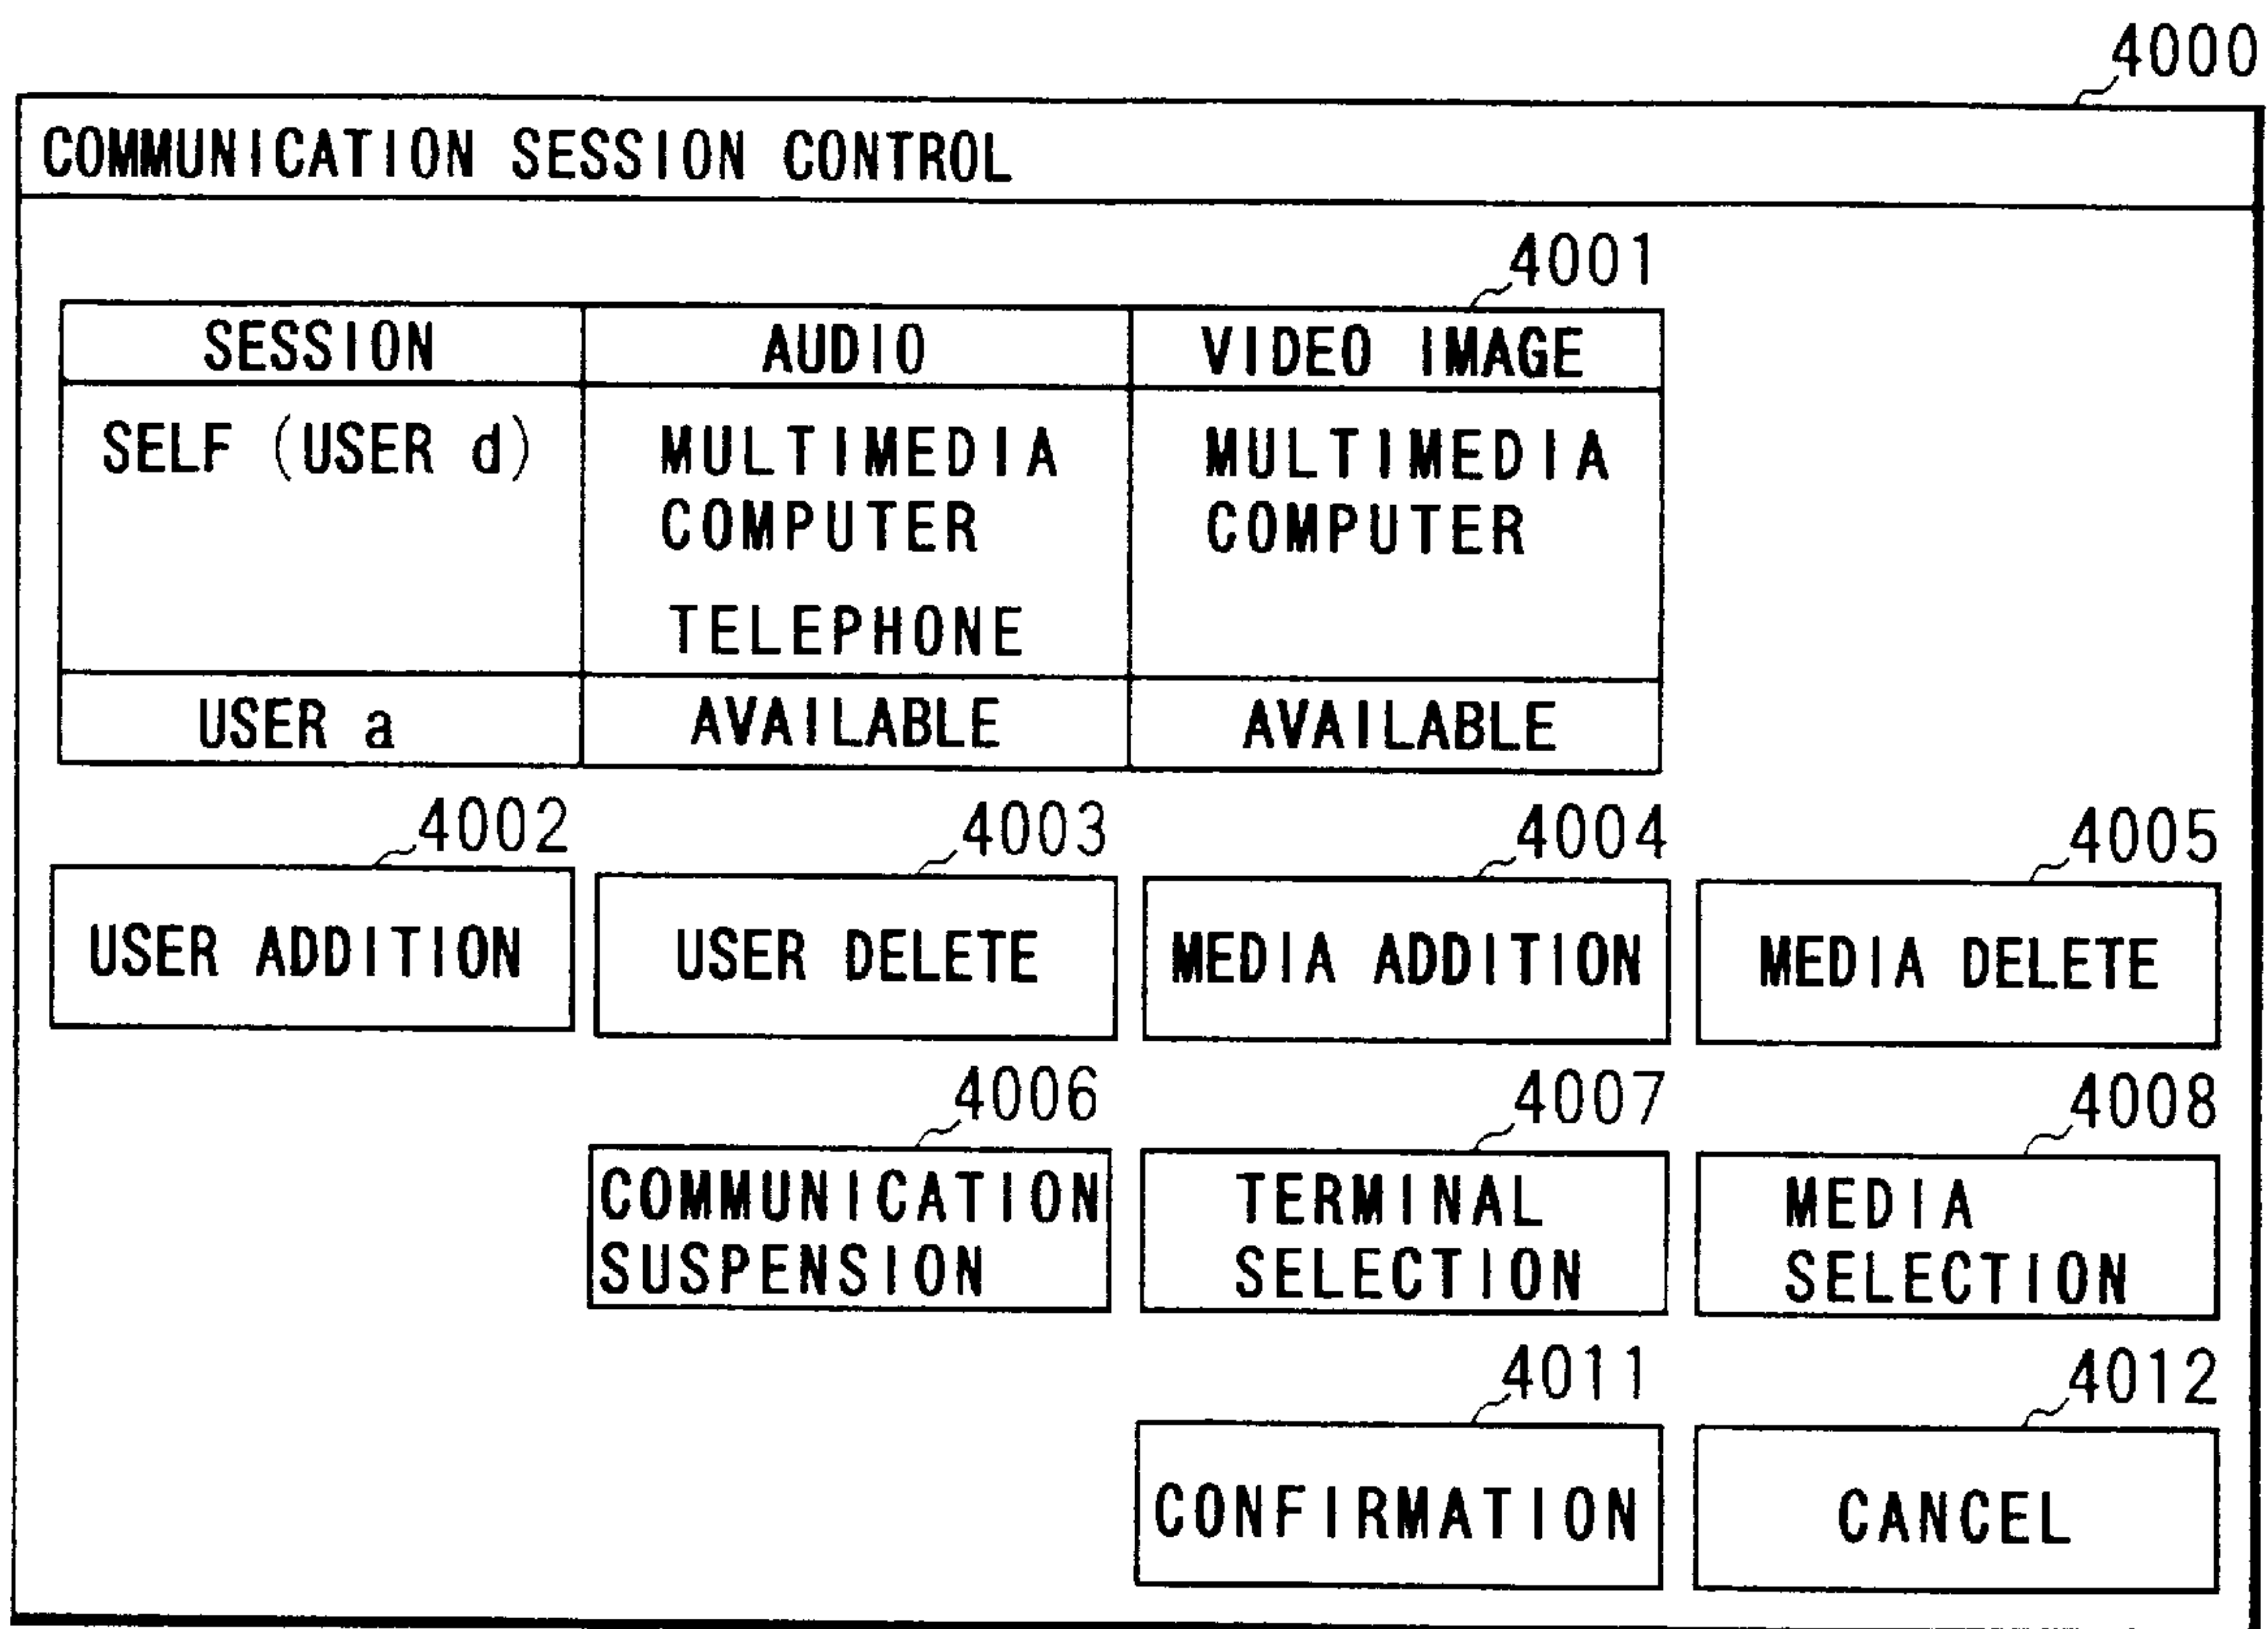 4000
COMMUNICATION SESSION CONTROL
4001
SESSION AUDIO VIDEO IMAGE
SELF (USER d) MULTIMEDIA MULTIMEDIA
COMPUTER COMPUTER
TELEPHONE
USER a AVAILABLE AVAILABLE
4002 4003 4004 4005
USER ADDITION USER DELETE MEDIA ADDITION MEDIA DELETE
4006 4007 4008
COMMUNICATION TERMINAL MEDIA
SUSPENSION SELECTION SELECTION
4011 4012
CONFIRMATION CANCEL